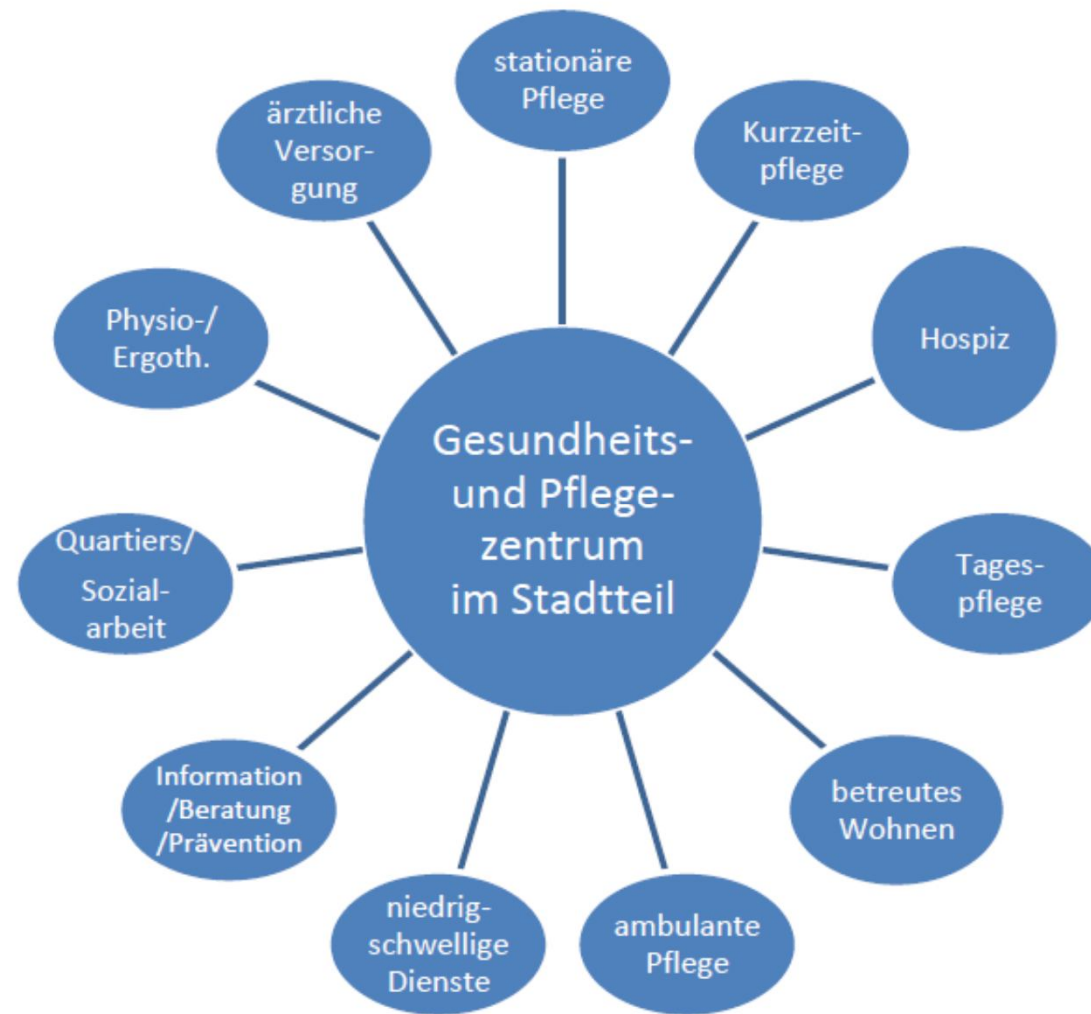 stationäre
Pflege
Kurzzeit-
pflege
Hospiz
Tages-
pflege
betreutes
Wohnen
ambulante
Pflege
niedrig-
schwellige
Dienste
Information
/Beratung
/Prävention
Quartiers/
Sozial-
arbeit
Physio-/
Ergoth.
ärztliche
Versor-
gung
Gesundheits-
und Pflege-
zentrum
im Stadtteil